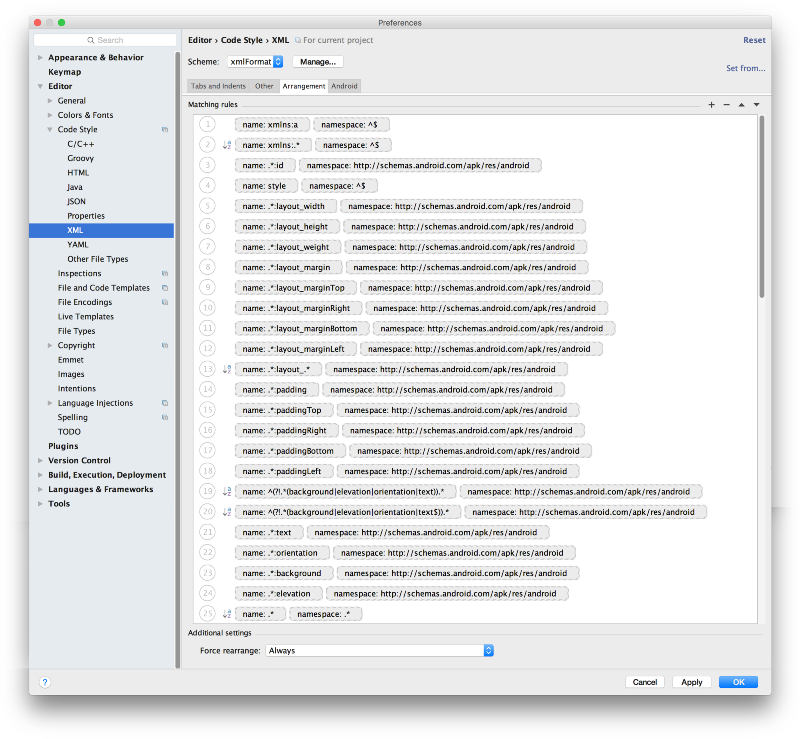 Preferences
Search
Appearance & Behavior
Keymap
Editor
General
Colors & Fonts
Code Style
C/C++
Groovy
HTML
Java
JSON
Properties
XML
YAML
Other File Types
Inspections
File and Code Templates
File Encodings
Live Templates
File Types
Copyright
Emmet
Images
Intentions
Language Injections
Spelling
TODO
Plugins
Version Control
Build, Execution, Deployment
Languages & Frameworks
Tools
Editor › Code Style › XML For current project Reset
Scheme: xmlFormat Manage...
Set from...
Tabs and Indents Other Arrangement Android
Matching rules
1 name: xmlns:a namespace: ^$
2 name: xmlns:.* namespace: ^$
3 name: .*:id namespace: http://schemas.android.com/apk/res/android
4 name: style namespace: ^$
5 name: .*:layout_width namespace: http://schemas.android.com/apk/res/android
6 name: .*:layout_height namespace: http://schemas.android.com/apk/res/android
7 name: .*:layout_weight namespace: http://schemas.android.com/apk/res/android
8 name: .*:layout_margin namespace: http://schemas.android.com/apk/res/android
9 name: .*:layout_marginTop namespace: http://schemas.android.com/apk/res/android
10 name: .*:layout_marginRight namespace: http://schemas.android.com/apk/res/android
11 name: .*:layout_marginBottom namespace: http://schemas.android.com/apk/res/android
12 name: .*:layout_marginLeft namespace: http://schemas.android.com/apk/res/android
13 name: .*:layout_.* namespace: http://schemas.android.com/apk/res/android
14 name: .*:padding namespace: http://schemas.android.com/apk/res/android
15 name: .*:paddingTop namespace: http://schemas.android.com/apk/res/android
16 name: .*:paddingRight namespace: http://schemas.android.com/apk/res/android
17 name: .*:paddingBottom namespace: http://schemas.android.com/apk/res/android
18 name: .*:paddingLeft namespace: http://schemas.android.com/apk/res/android
19 name: ^(?!.*(background|elevation|orientation|text)).* namespace: http://schemas.android.com/apk/res/android
20 name: ^(?!.*(background|elevation|orientation|text$)).* namespace: http://schemas.android.com/apk/res/android
21 name: .*:text namespace: http://schemas.android.com/apk/res/android
22 name: .*:orientation namespace: http://schemas.android.com/apk/res/android
23 name: .*:background namespace: http://schemas.android.com/apk/res/android
24 name: .*:elevation namespace: http://schemas.android.com/apk/res/android
25 name: .* namespace: .*
Additional settings
Force rearrange: Always
? Cancel Apply OK